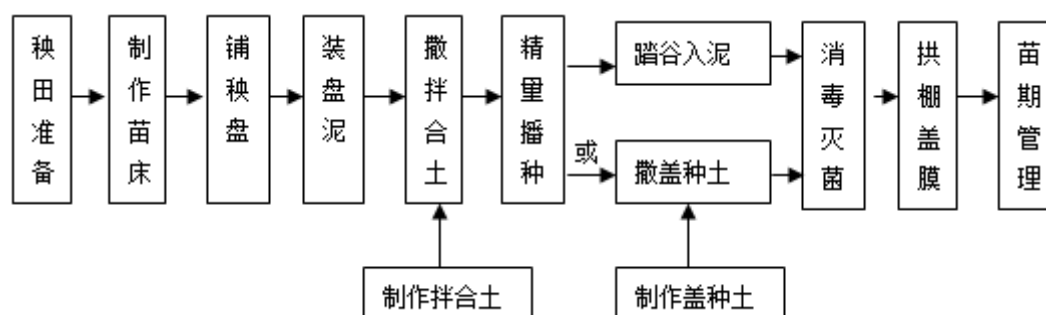 秧田准备
制作苗床
铺秧盘
装盘泥
撒拌合土
精量播种
踏谷入泥
或
撒盖种土
消毒灭菌
拱棚盖膜
苗期管理
制作拌合土
制作盖种土